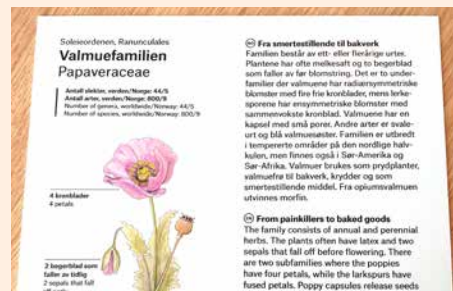 Soleieordenen, Ranunculales
Valmuefamilien
Papaveraceae
Antall slekter, verden/Norge: 44/5
Antall arter, verden/Norge: 800/9
Number of genera, worldwide/Norway: 44/5
Number of species, worldwide/Norway: 800/9
4 kronblader
4 petals
2 begerblad som
faller av tidlig
2 sepals that fall
Fra smertestillende til bakverk
Familien består av ett- eller flerårige urter.
Plantene har ofte melkesaft og to begerblad
som faller av før blomstring. Det er to under-
familier der valmuene har radiærsymmetriske
blomster med fire frie kronblader, mens lerke-
sporene har ensymmetriske blomster med
sammenvokste kronblad. Valmuene har en
kapsel med små porer. Andre arter er svale-
urt og blå valmuesøster. Familien er utbredt
i tempererte områder på den nordlige halv-
kulen, men finnes også i Sør-Amerika og
Sør-Afrika. Valmuer brukes som prydplanter,
valmuefrø til bakverk, krydder og som
smertestillende middel. Fra opiumsvalmuen
utvinnes morfin.
From painkillers to baked goods
The family consists of annual and perennial
herbs. The plants often have latex and two
sepals that fall off before flowering. There
are two subfamilies where the poppies
have four petals, while the larkspurs have
fused petals. Poppy capsules release seeds